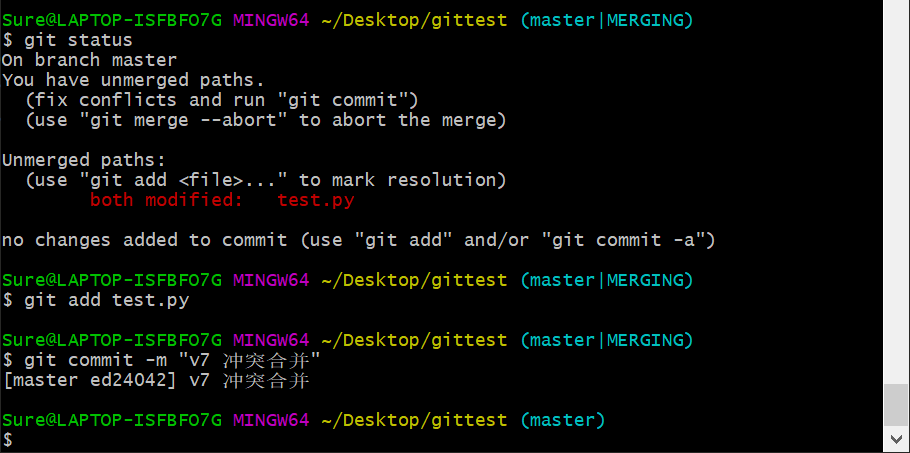 Sure@LAPTOP-ISFBFO7G MINGW64 ~/Desktop/gittest (master|MERGING)
$ git status
On branch master
You have unmerged paths.
  (fix conflicts and run "git commit")
  (use "git merge --abort" to abort the merge)

Unmerged paths:
  (use "git add <file>..." to mark resolution)
        both modified:   test.py

no changes added to commit (use "git add" and/or "git commit -a")

Sure@LAPTOP-ISFBFO7G MINGW64 ~/Desktop/gittest (master|MERGING)
$ git add test.py

Sure@LAPTOP-ISFBFO7G MINGW64 ~/Desktop/gittest (master|MERGING)
$ git commit -m "v7 冲突合并"
[master ed24042] v7 冲突合并

Sure@LAPTOP-ISFBFO7G MINGW64 ~/Desktop/gittest (master)
$